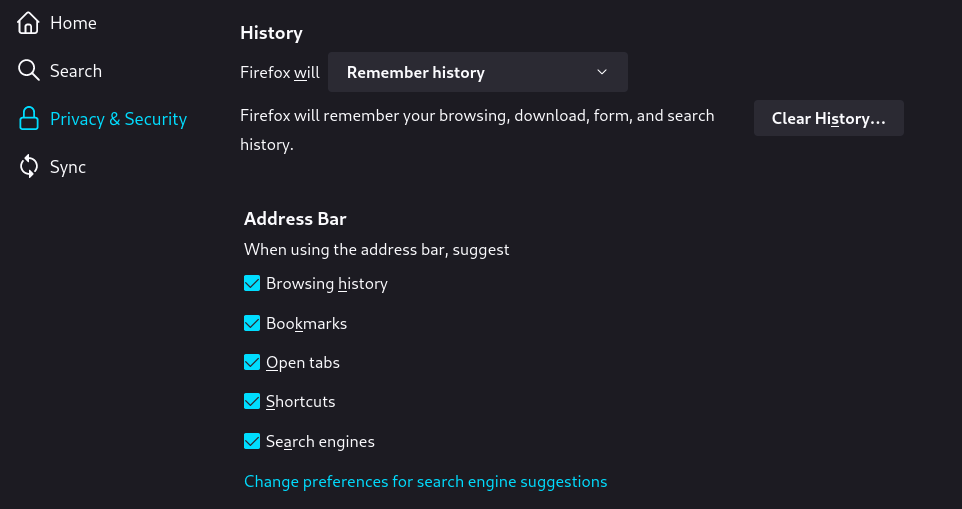 Home
Search
Privacy & Security
Sync
History
Firefox will Remember history
Firefox will remember your browsing, download, form, and search
history.
Clear History...
Address Bar
When using the address bar, suggest
Browsing history
Bookmarks
Open tabs
Shortcuts
Search engines
Change preferences for search engine suggestions